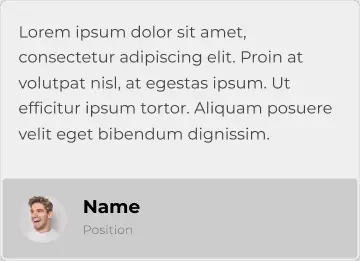 Lorem ipsum dolor sit amet,
consectetur adipiscing elit. Proin at
volutpat nisl, at egestas ipsum. Ut
efficitur ipsum tortor. Aliquam posuere
velit eget bibendum dignissim.
Name
Position